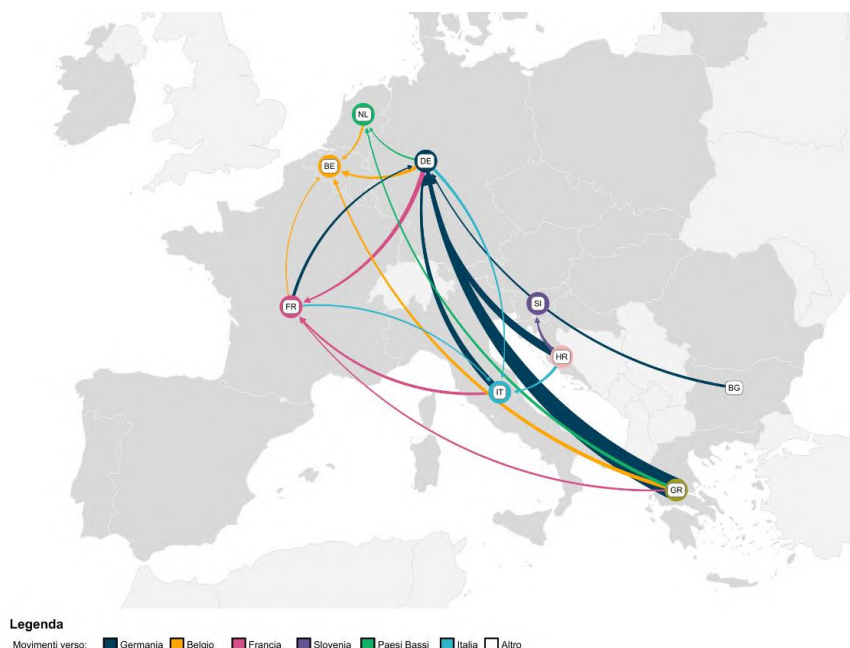 NL
DE
BE
FR
SI
HR
BG
IT
GR
Legenda
Movimenti verso: Germania Belgio Francia Slovenia Paesi Bassi Italia Altro